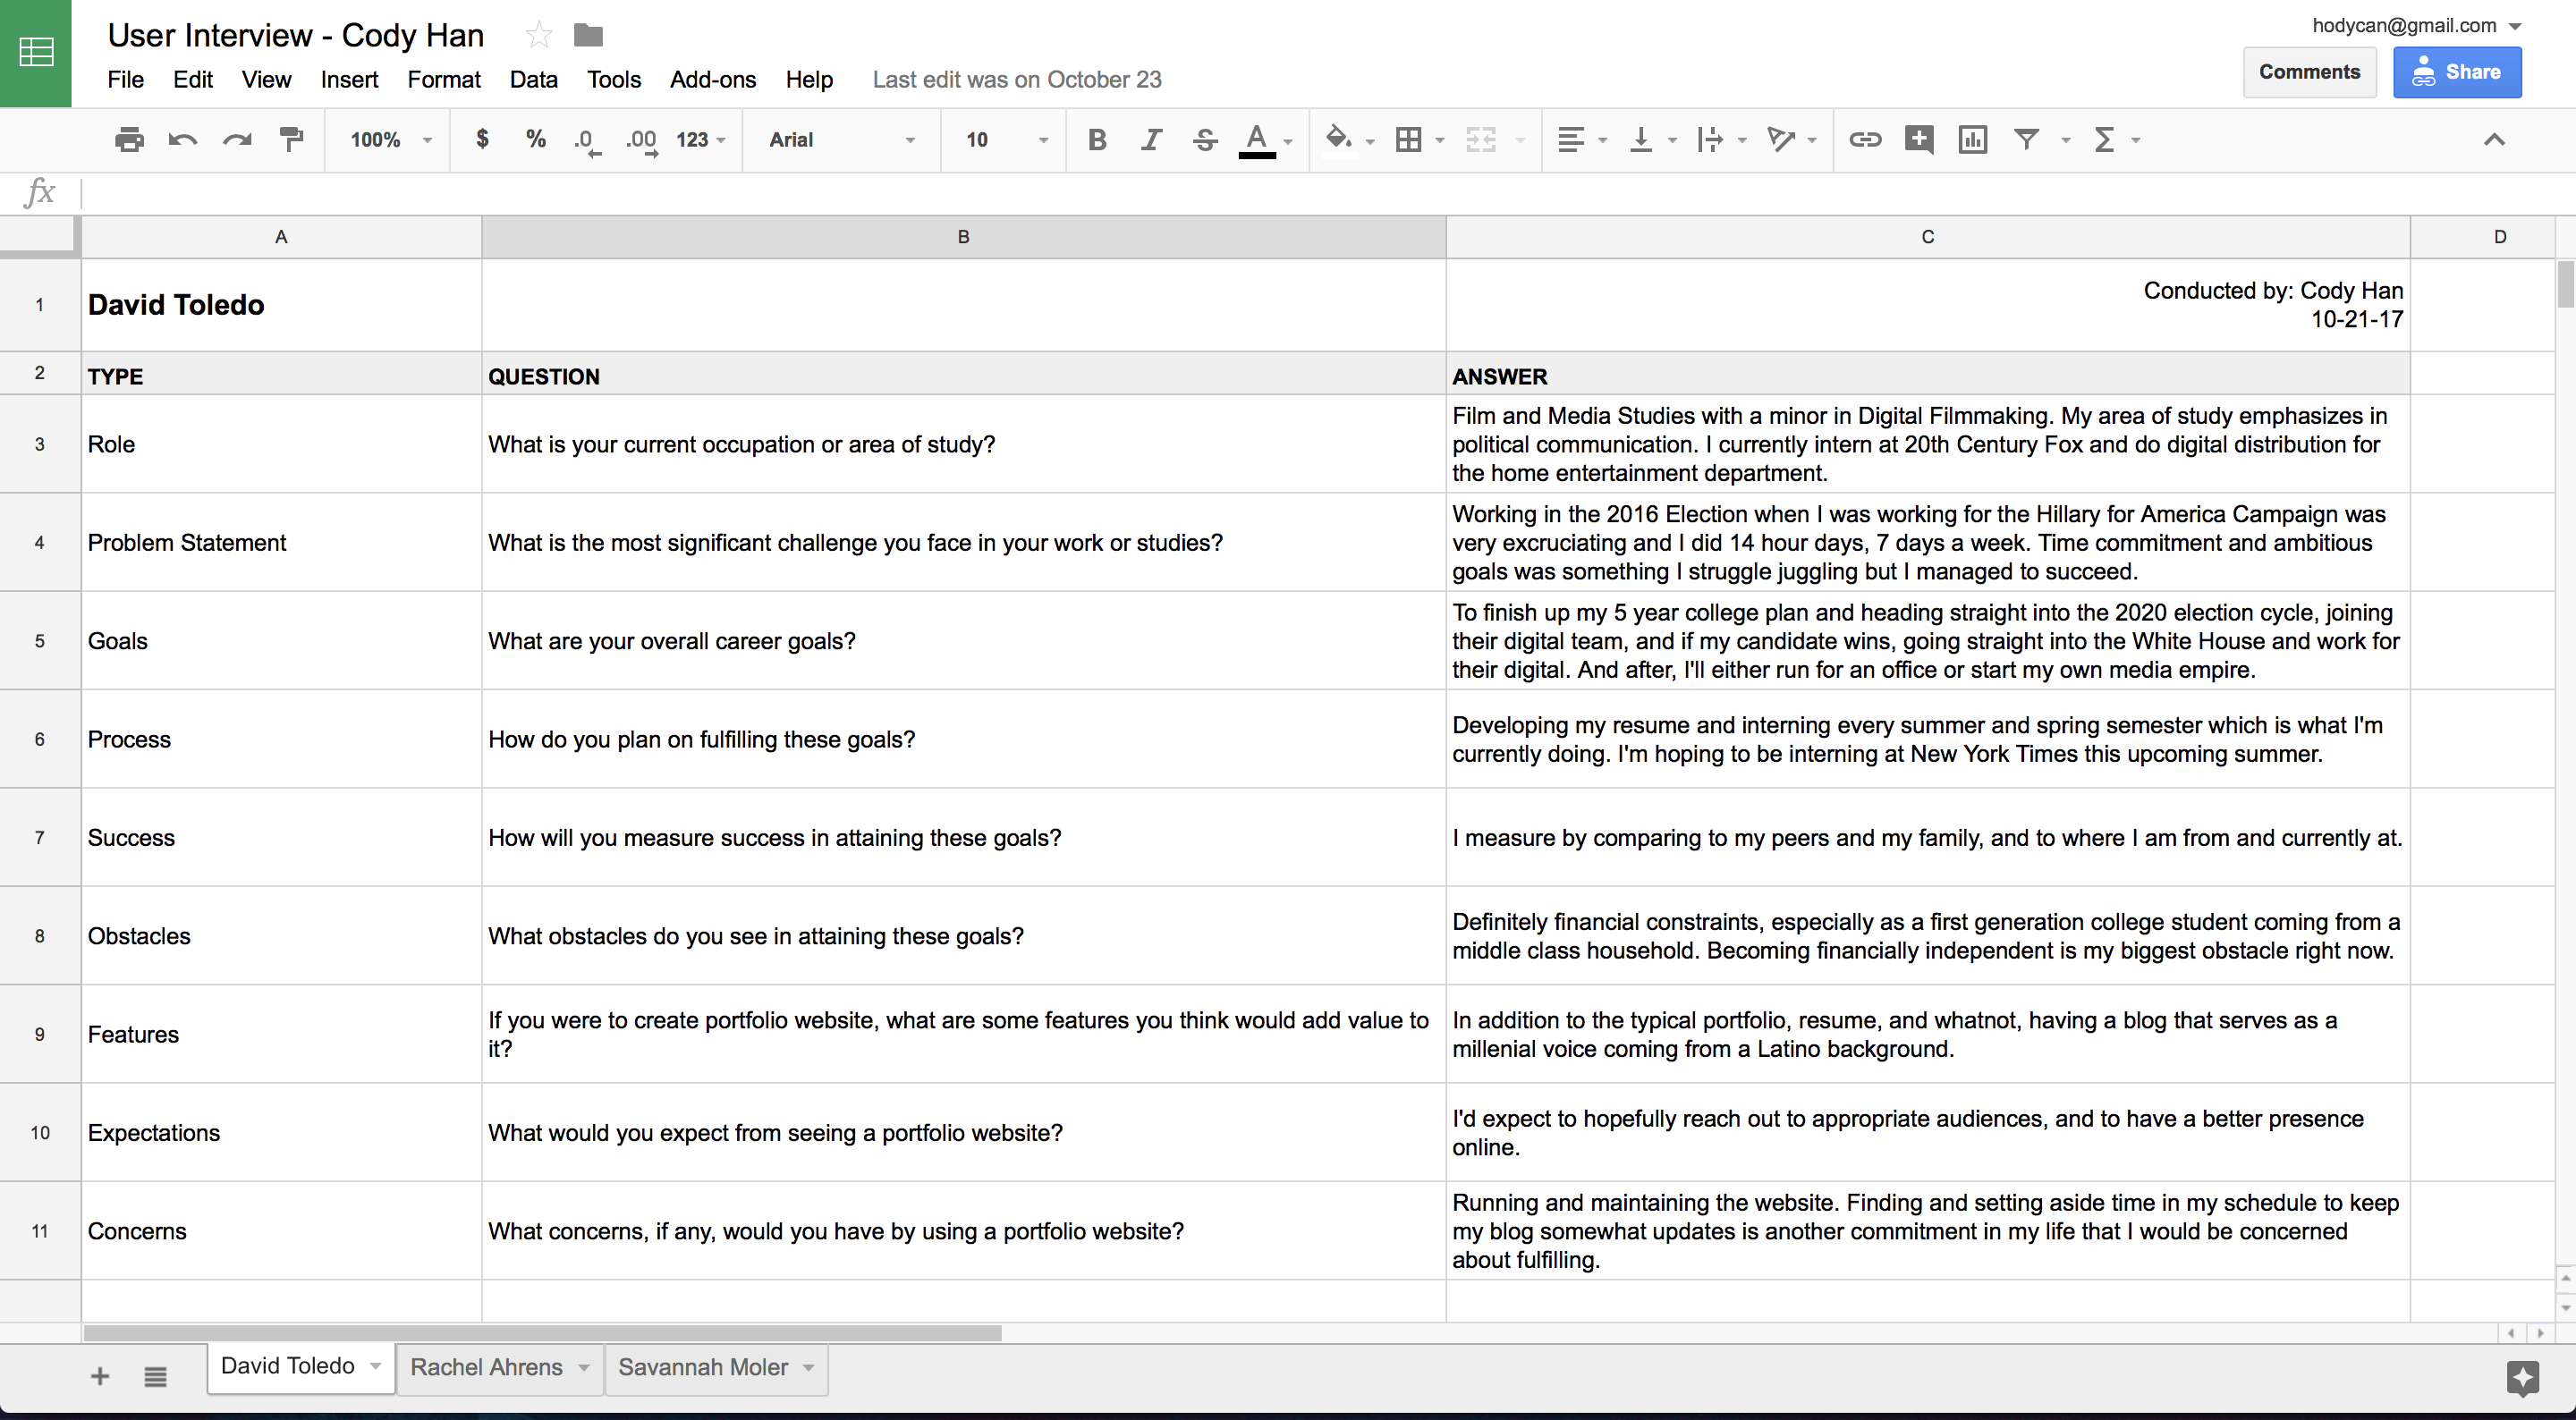 User Interview - Cody Han
hodycan@gmail.com
File Edit View Insert Format Data Tools Add-ons Help Last edit was on October 23
Comments Share
100% $ % .0 .00 123 Arial 10 B I S A
fx
A B C D
1 David Toledo Conducted by: Cody Han
10-21-17
2 TYPE QUESTION ANSWER
3 Role What is your current occupation or area of study? Film and Media Studies with a minor in Digital Filmmaking. My area of study emphasizes in
political communication. I currently intern at 20th Century Fox and do digital distribution for
the home entertainment department.
4 Problem Statement What is the most significant challenge you face in your work or studies? Working in the 2016 Election when I was working for the Hillary for America Campaign was
very excruciating and I did 14 hour days, 7 days a week. Time commitment and ambitious
goals was something I struggle juggling but I managed to succeed.
5 Goals What are your overall career goals? To finish up my 5 year college plan and heading straight into the 2020 election cycle, joining
their digital team, and if my candidate wins, going straight into the White House and work for
their digital. And after, I'll either run for an office or start my own media empire.
6 Process How do you plan on fulfilling these goals? Developing my resume and interning every summer and spring semester which is what I'm
currently doing. I'm hoping to be interning at New York Times this upcoming summer.
7 Success How will you measure success in attaining these goals? I measure by comparing to my peers and my family, and to where I am from and currently at.
8 Obstacles What obstacles do you see in attaining these goals? Definitely financial constraints, especially as a first generation college student coming from a
middle class household. Becoming financially independent is my biggest obstacle right now.
9 Features If you were to create portfolio website, what are some features you think would add value to
it? In addition to the typical portfolio, resume, and whatnot, having a blog that serves as a
millenial voice coming from a Latino background.
10 Expectations What would you expect from seeing a portfolio website? I'd expect to hopefully reach out to appropriate audiences, and to have a better presence
online.
11 Concerns What concerns, if any, would you have by using a portfolio website? Running and maintaining the website. Finding and setting aside time in my schedule to keep
my blog somewhat updates is another commitment in my life that I would be concerned
about fulfilling.
David Toledo Rachel Ahrens Savannah Moler